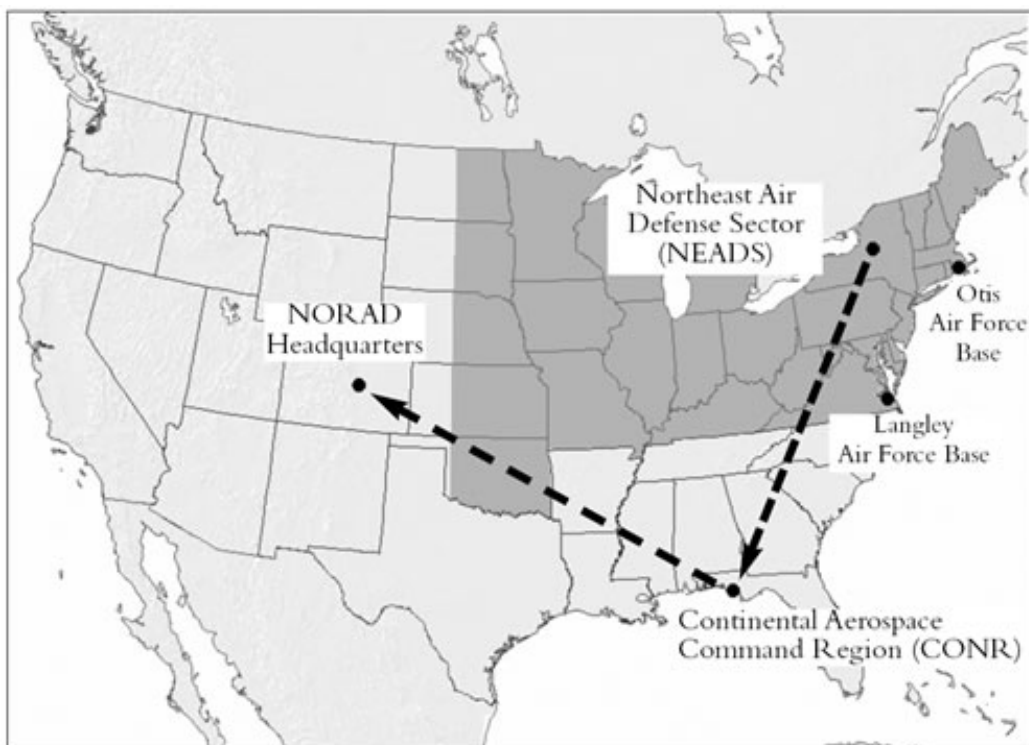 Northeast Air
Defense Sector
(NEADS)
NORAD
Headquarters
Otis
Air Force
Base
Langley
Air Force Base
Continental Aerospace
Command Region (CONR)